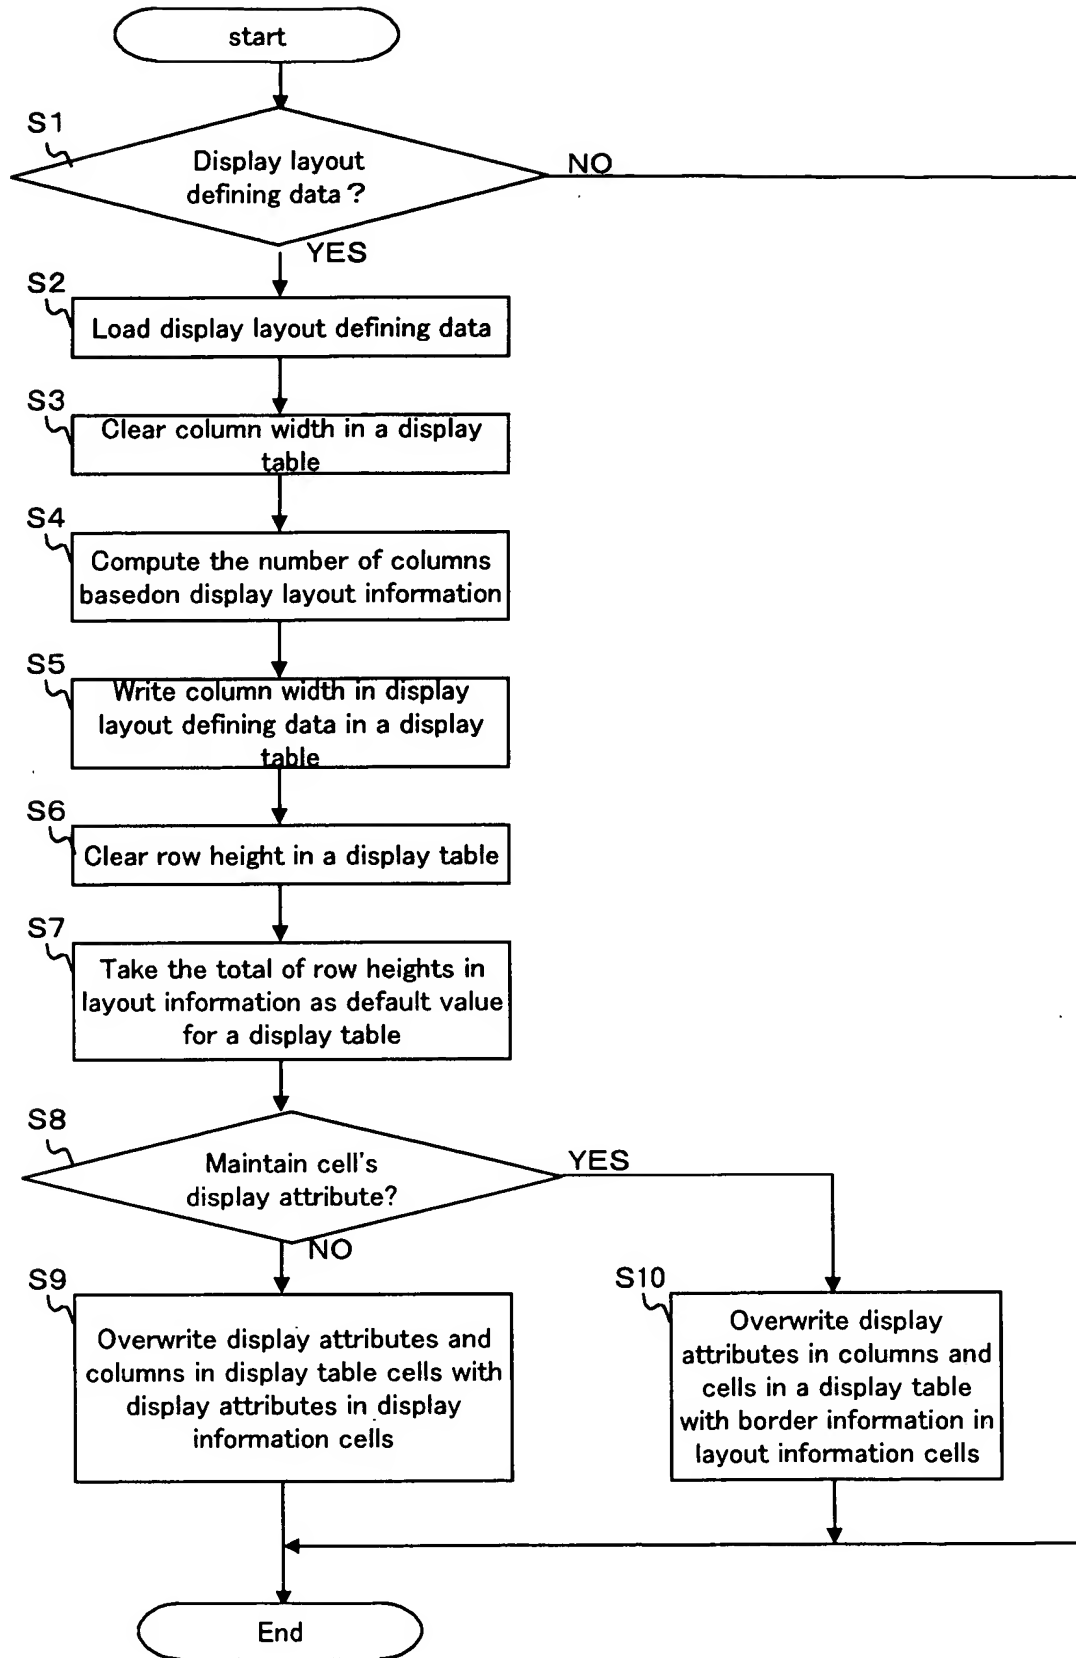 start
S1
Display layout
defining data?
NO
YES
S2
Load display layout defining data
S3
Clear column width in a display
table
S4
Compute the number of columns
basedon display layout information
S5
Write column width in display
layout defining data in a display
table
S6
Clear row height in a display table
S7
Take the total of row heights in
layout information as default value
for a display table
S8
Maintain cell's
display attribute?
YES
NO
S9
Overwrite display attributes and
columns in display table cells with
display attributes in display
information cells
S10
Overwrite display
attributes in columns and
cells in a display table
with border information in
layout information cells
End